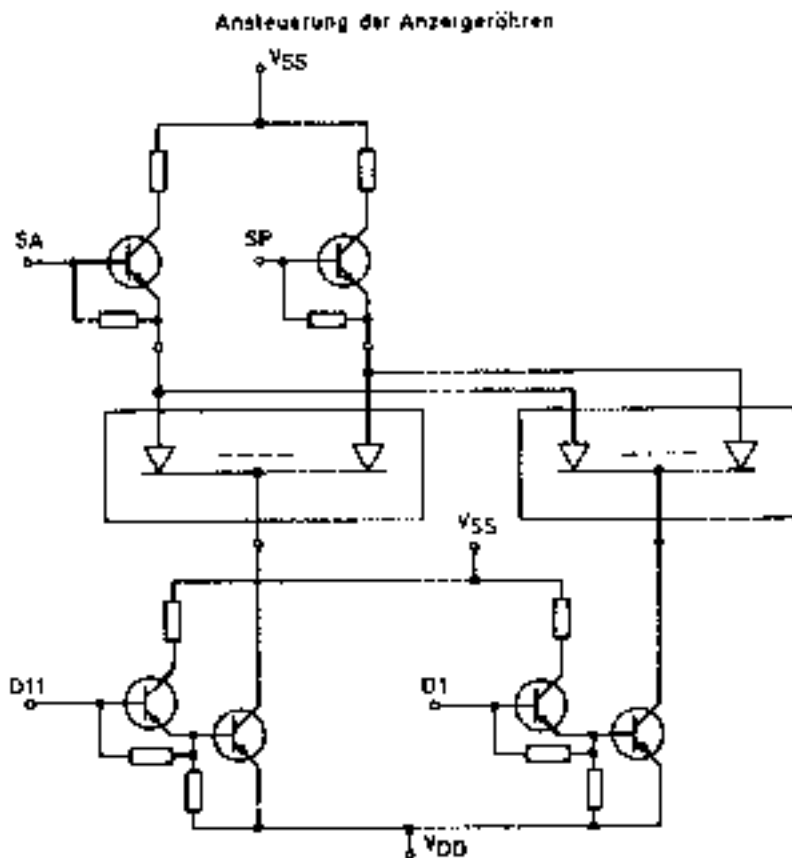 Ansteuerung der Anzeigeröhren
VSS
SA
SP
VSS
D11
D1
VDD